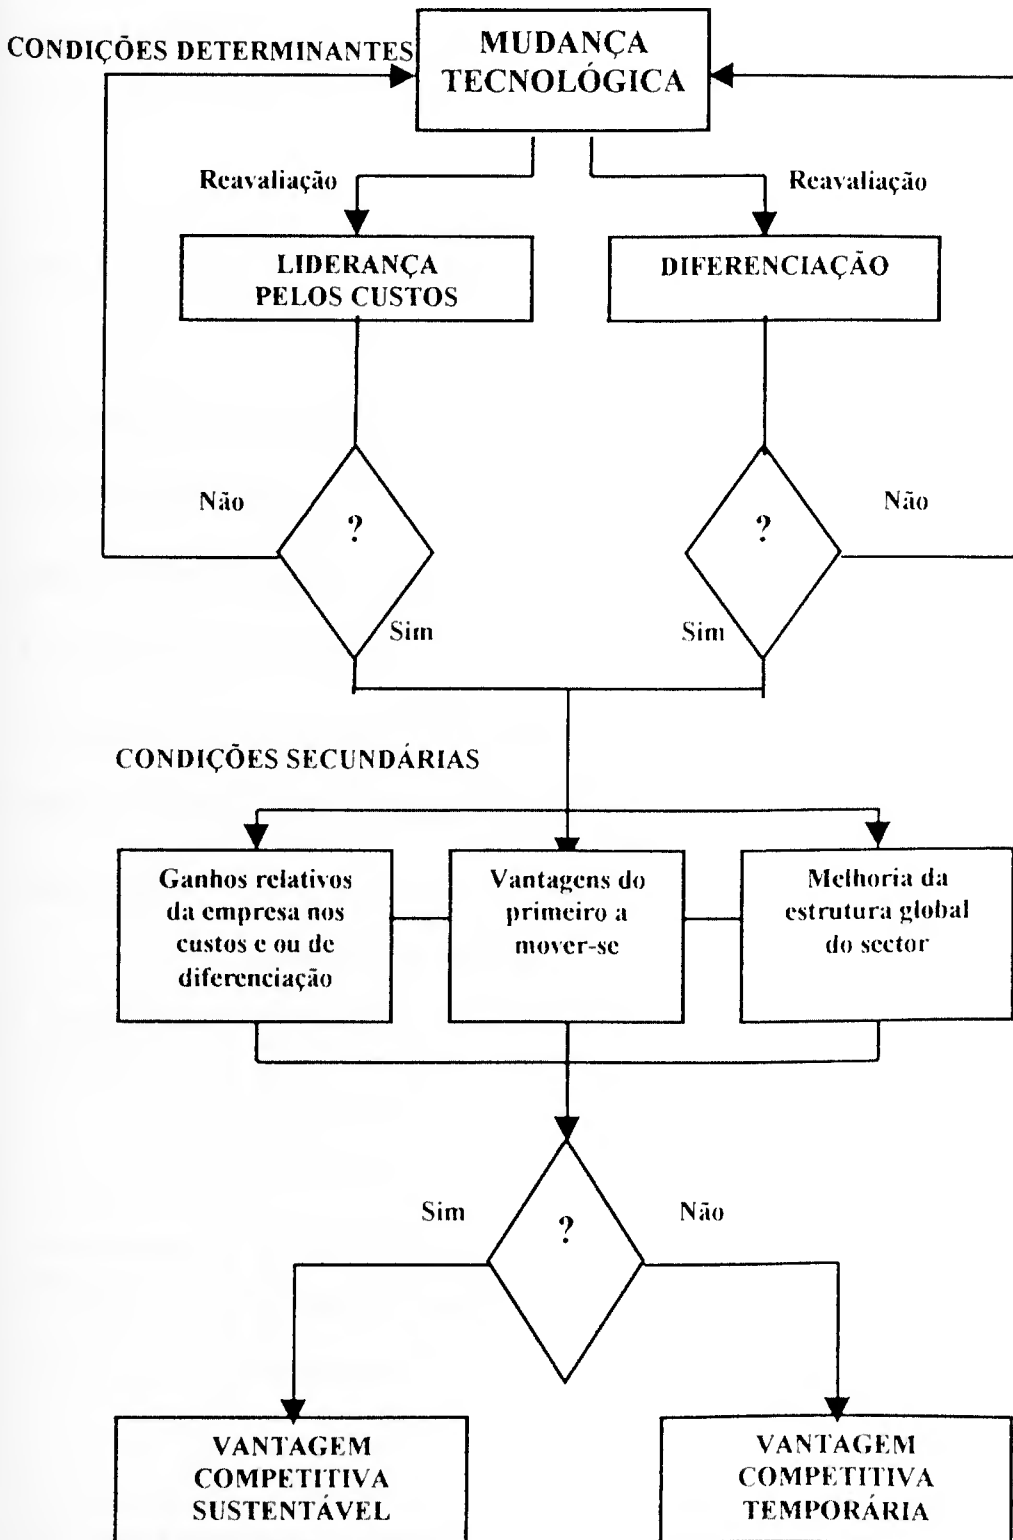 CONDIÇÕES DETERMINANTES
MUDANÇA
TECNOLÓGICA
Reavaliação
Reavaliação
LIDERANÇA
PELOS CUSTOS
DIFERENCIAÇÃO
Não
?
?
Não
Sim
Sim
CONDIÇÕES SECUNDÁRIAS
Ganhos relativos
da empresa nos
custos e ou de
diferenciação
Vantagens do
primeiro a
mover-se
Melhoria da
estrutura global
do sector
Sim
?
Não
VANTAGEM
COMPETITIVA
SUSTENTÁVEL
VANTAGEM
COMPETITIVA
TEMPORÁRIA